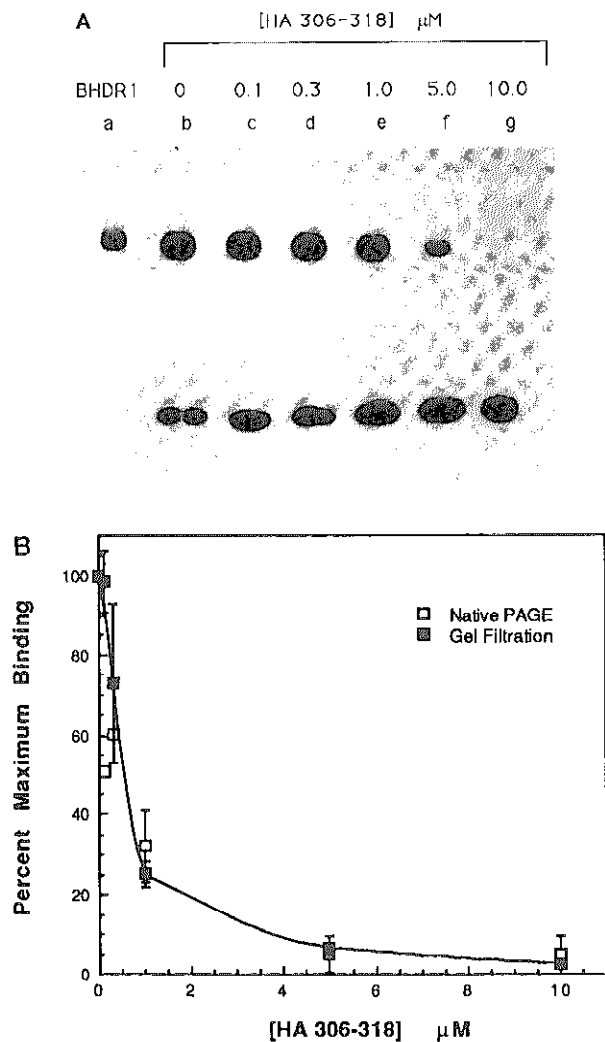 A
[HA 306-318] μM
BHDR1 0 0.1 0.3 1.0 5.0 10.0
a b c d e f g
B
Percent Maximum Binding
100
80
60
40
20
0
Native PAGE
Gel Filtration
0 2 4 6 8 10
[HA 306-318] μM